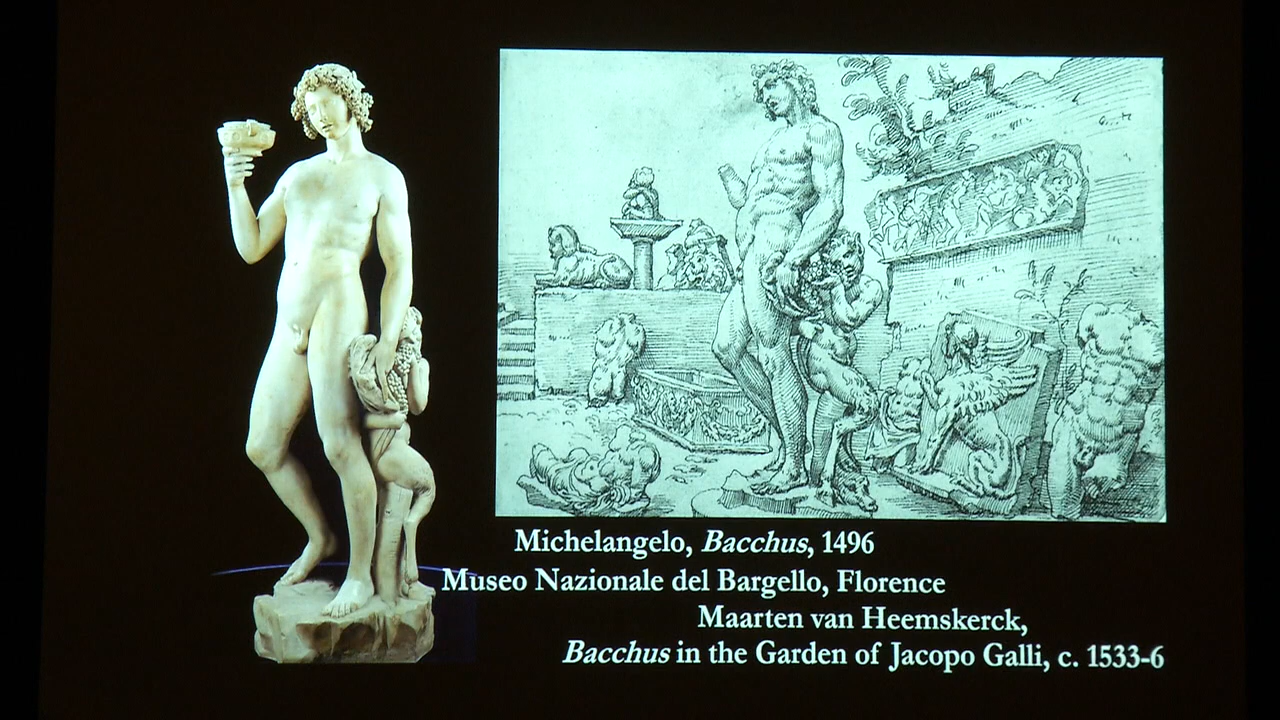 Michelangelo, Bacchus, 1496
Museo Nazionale del Bargello, Florence
Maarten van Heemskerck,
Bacchus in the Garden of Jacopo Galli, c. 1533-6